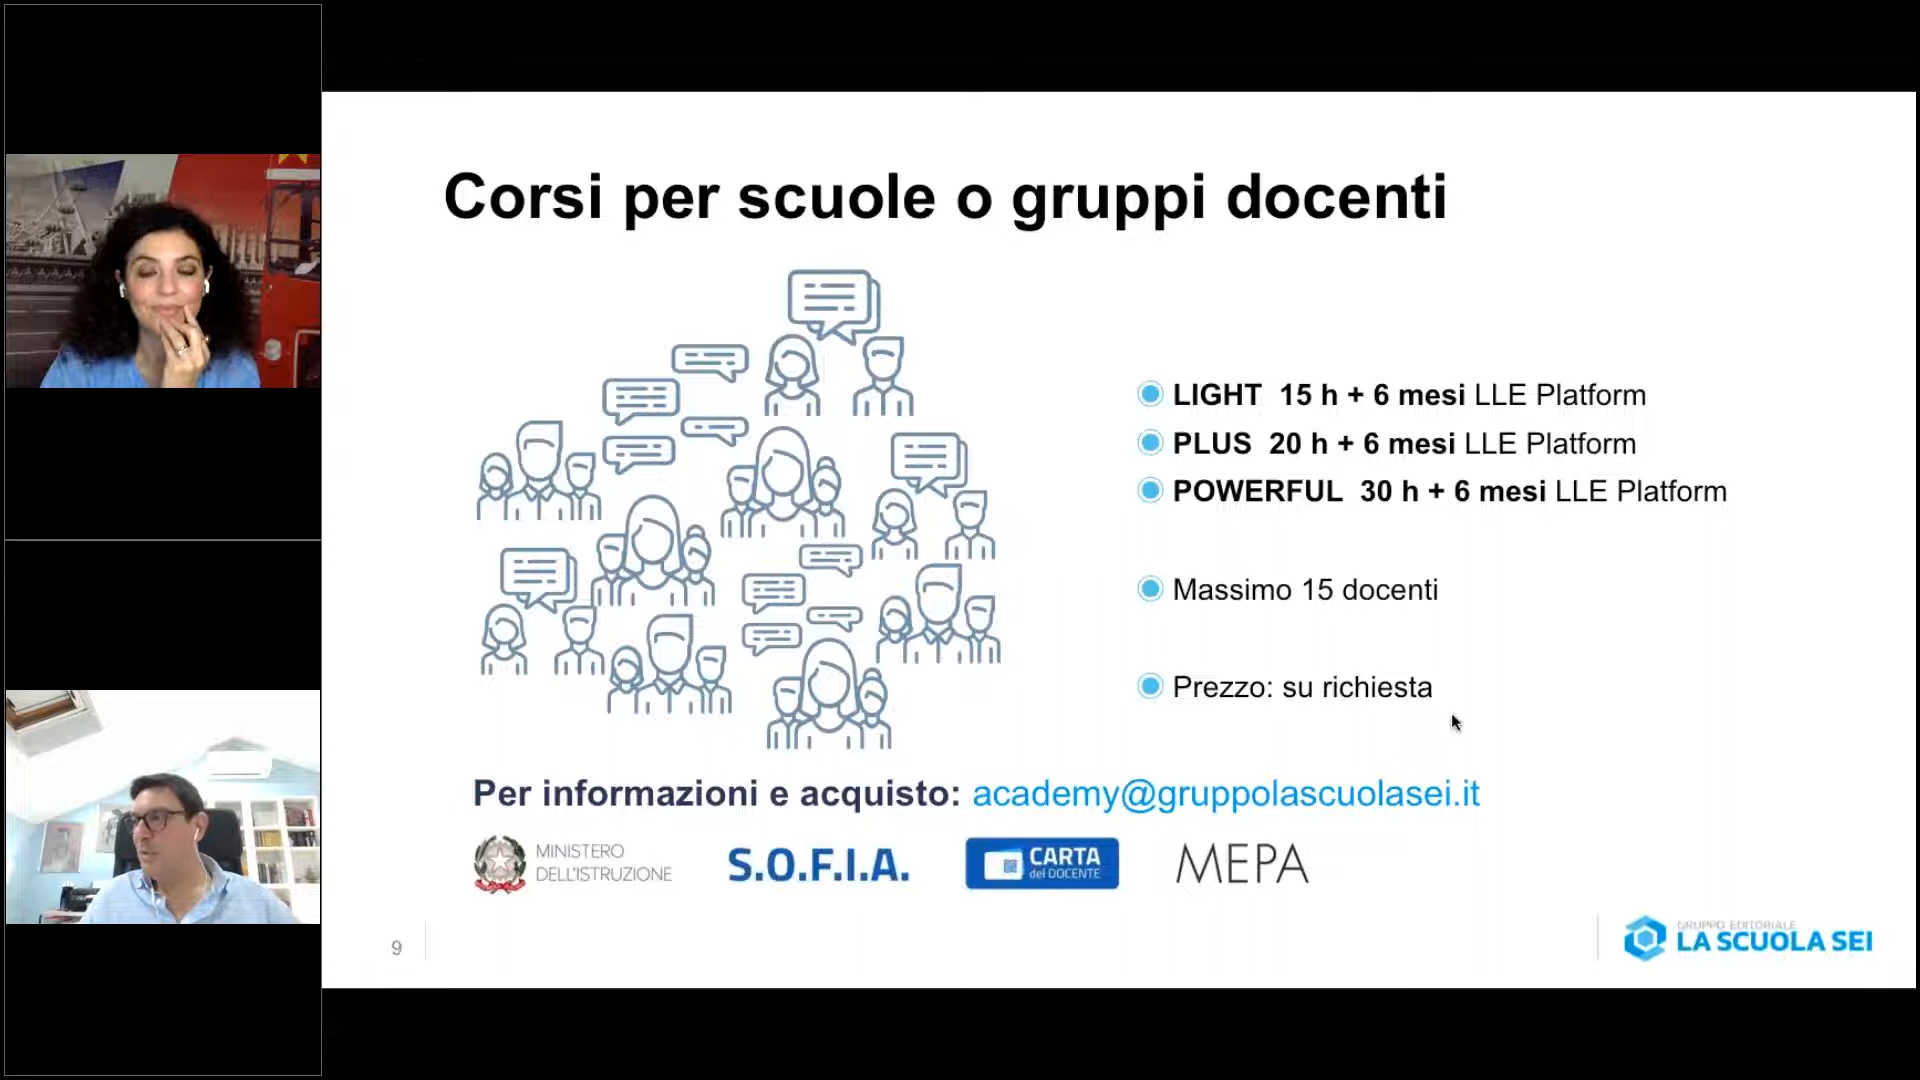 Corsi per scuole o gruppi docenti
LIGHT 15 h + 6 mesi LLE Platform
PLUS 20 h + 6 mesi LLE Platform
POWERFUL 30 h + 6 mesi LLE Platform
Massimo 15 docenti
Prezzo: su richiesta
Per informazioni e acquisto: academy@gruppolascuolasei.it
MINISTERO
DELL'ISTRUZIONE
S.O.F.I.A.
CARTA
del DOCENTE
MEPA
9
GRUPPO EDITORIALE
LA SCUOLA SEI